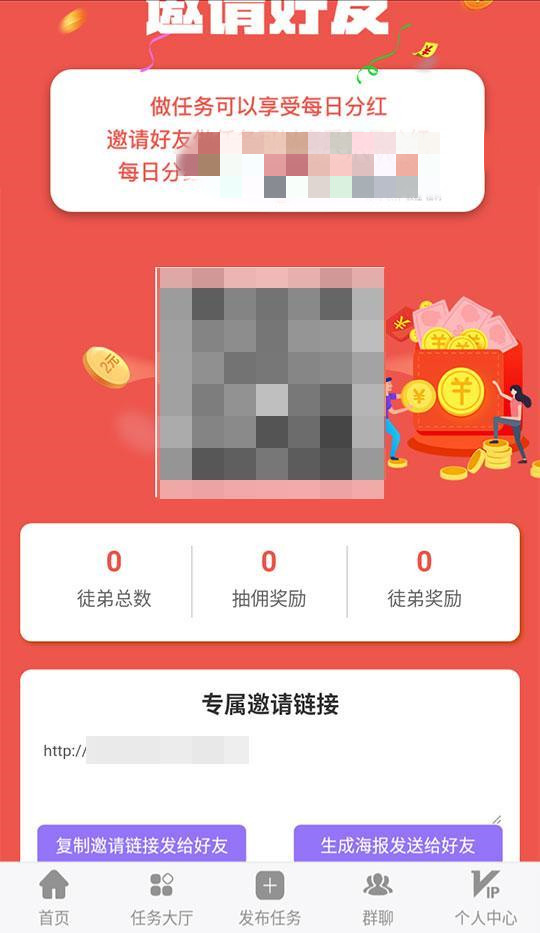 邀请好友
做任务可以享受每日分红
邀请好友
每日分
2元
0
0
0
徒弟总数
抽佣奖励
徒弟奖励
专属邀请链接
http://
复制邀请链接发给好友
生成海报发送给好友
首页
任务大厅
发布任务
群聊
VIP
个人中心